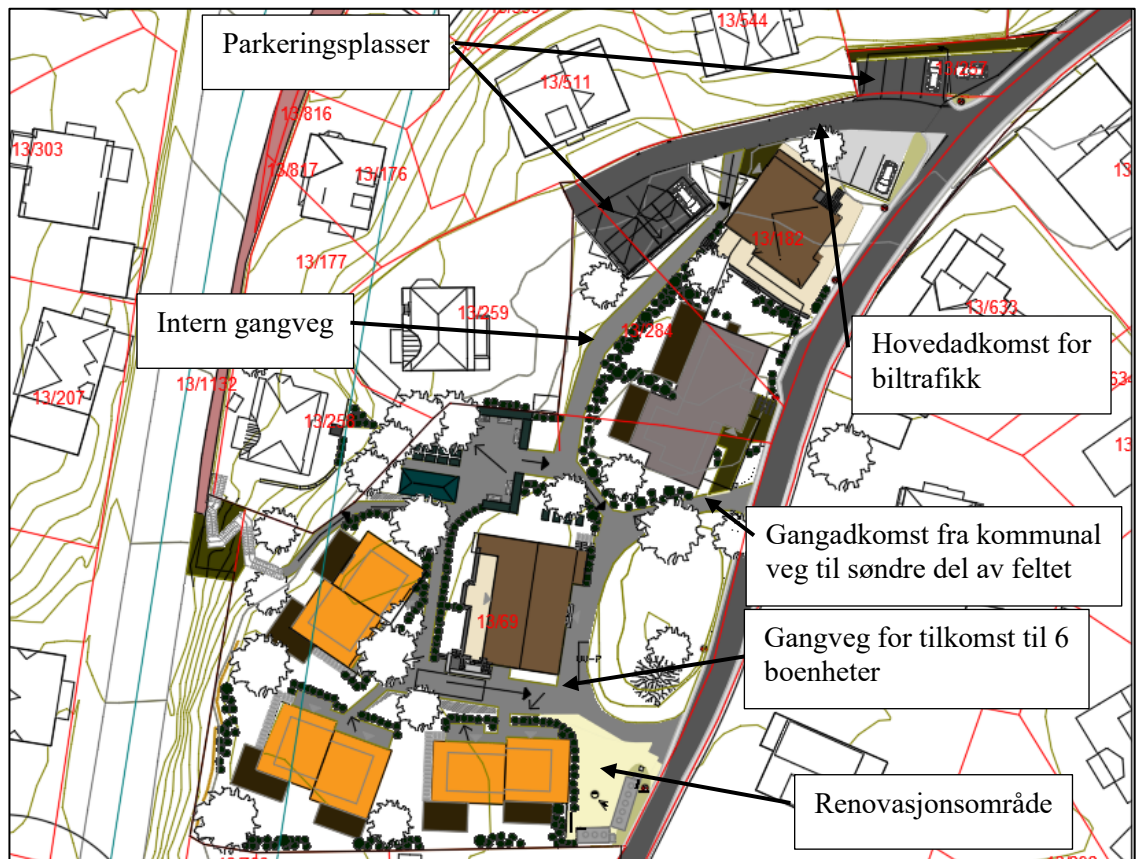 13/544
Parkeringsplasser
13/257
13/511
13/816
13/303
13/817
13/176
13/182
13/177
Intern gangveg
13/259
13/284
13/633
Hovedadkomst for
biltrafikk
13/1132
13/207
13/258
Gangadkomst fra kommunal
veg til søndre del av feltet
13/69
Gangveg for tilkomst til 6
boenheter
Renovasjonsområde